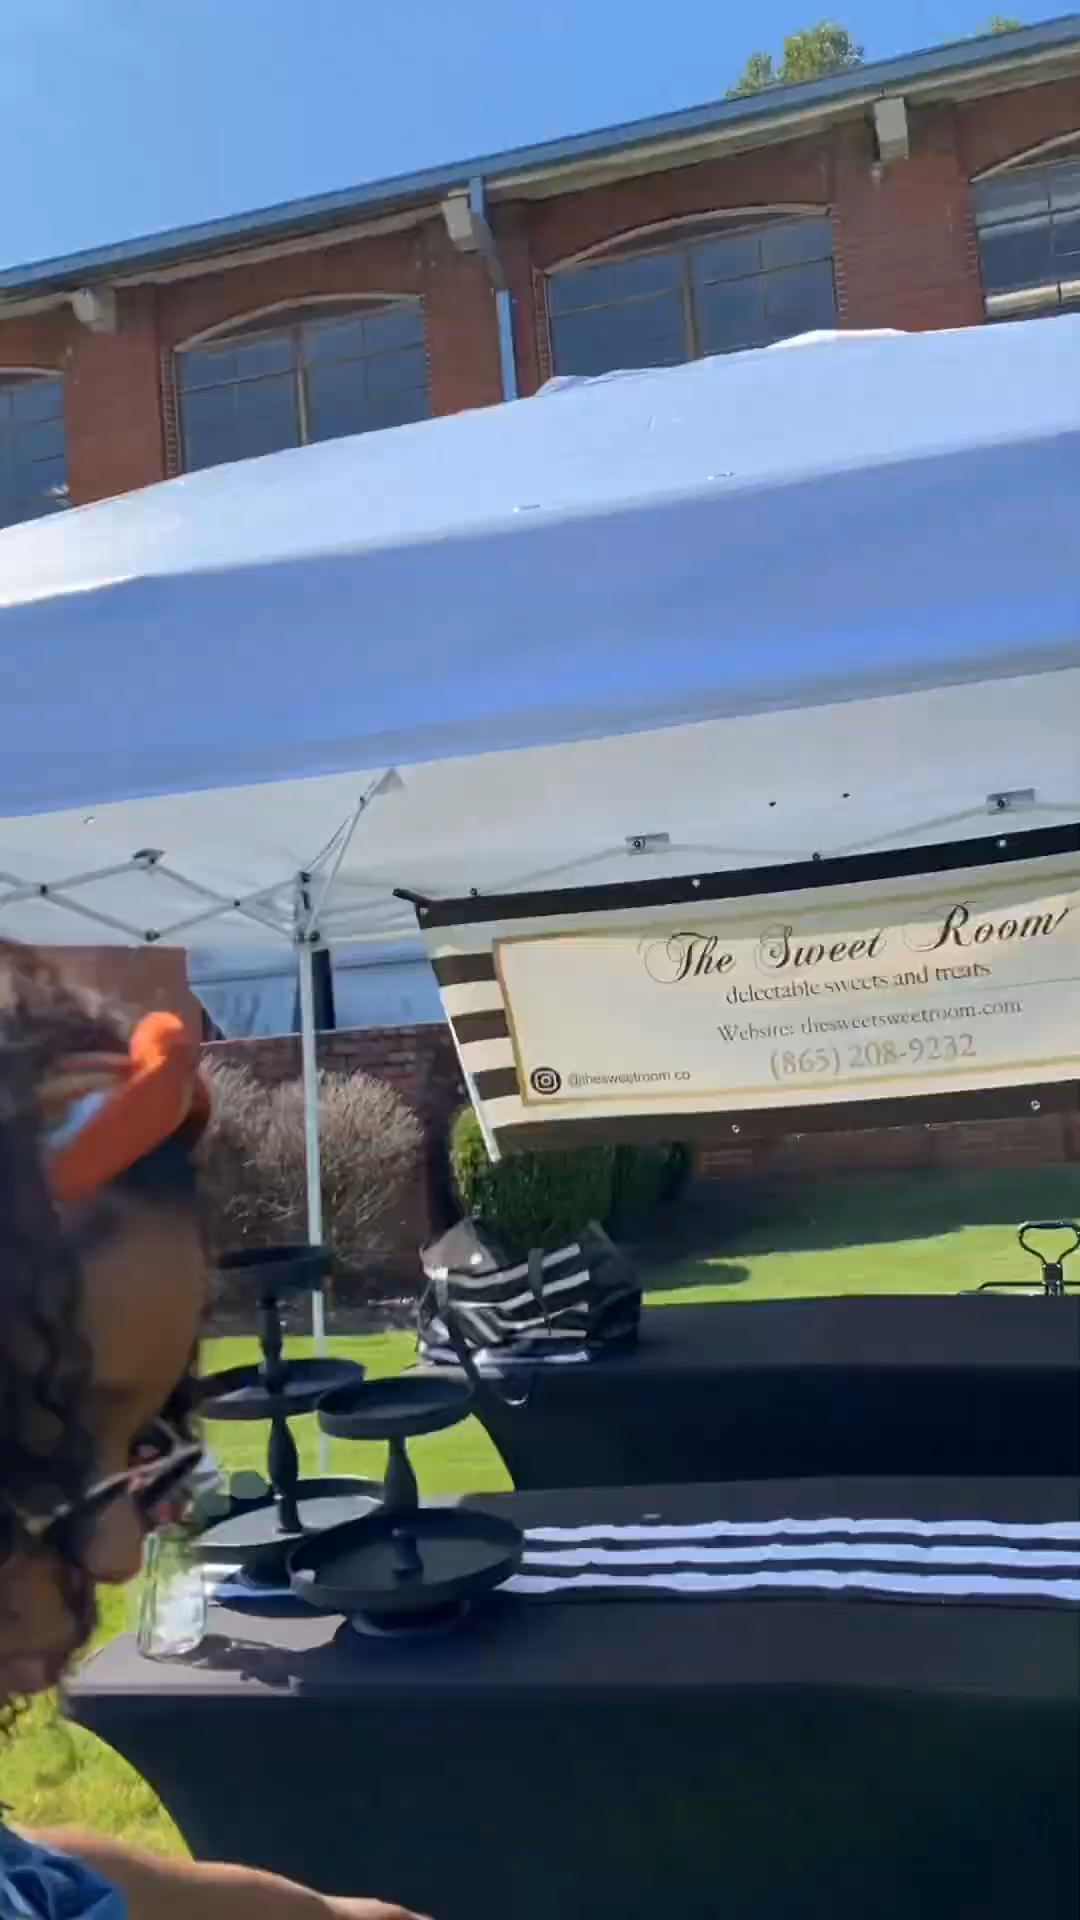 The Sweet Room
delectable sweets and treats
Website: thesweetsweetroom.com
(865) 208-9232
@thesweetroom.co